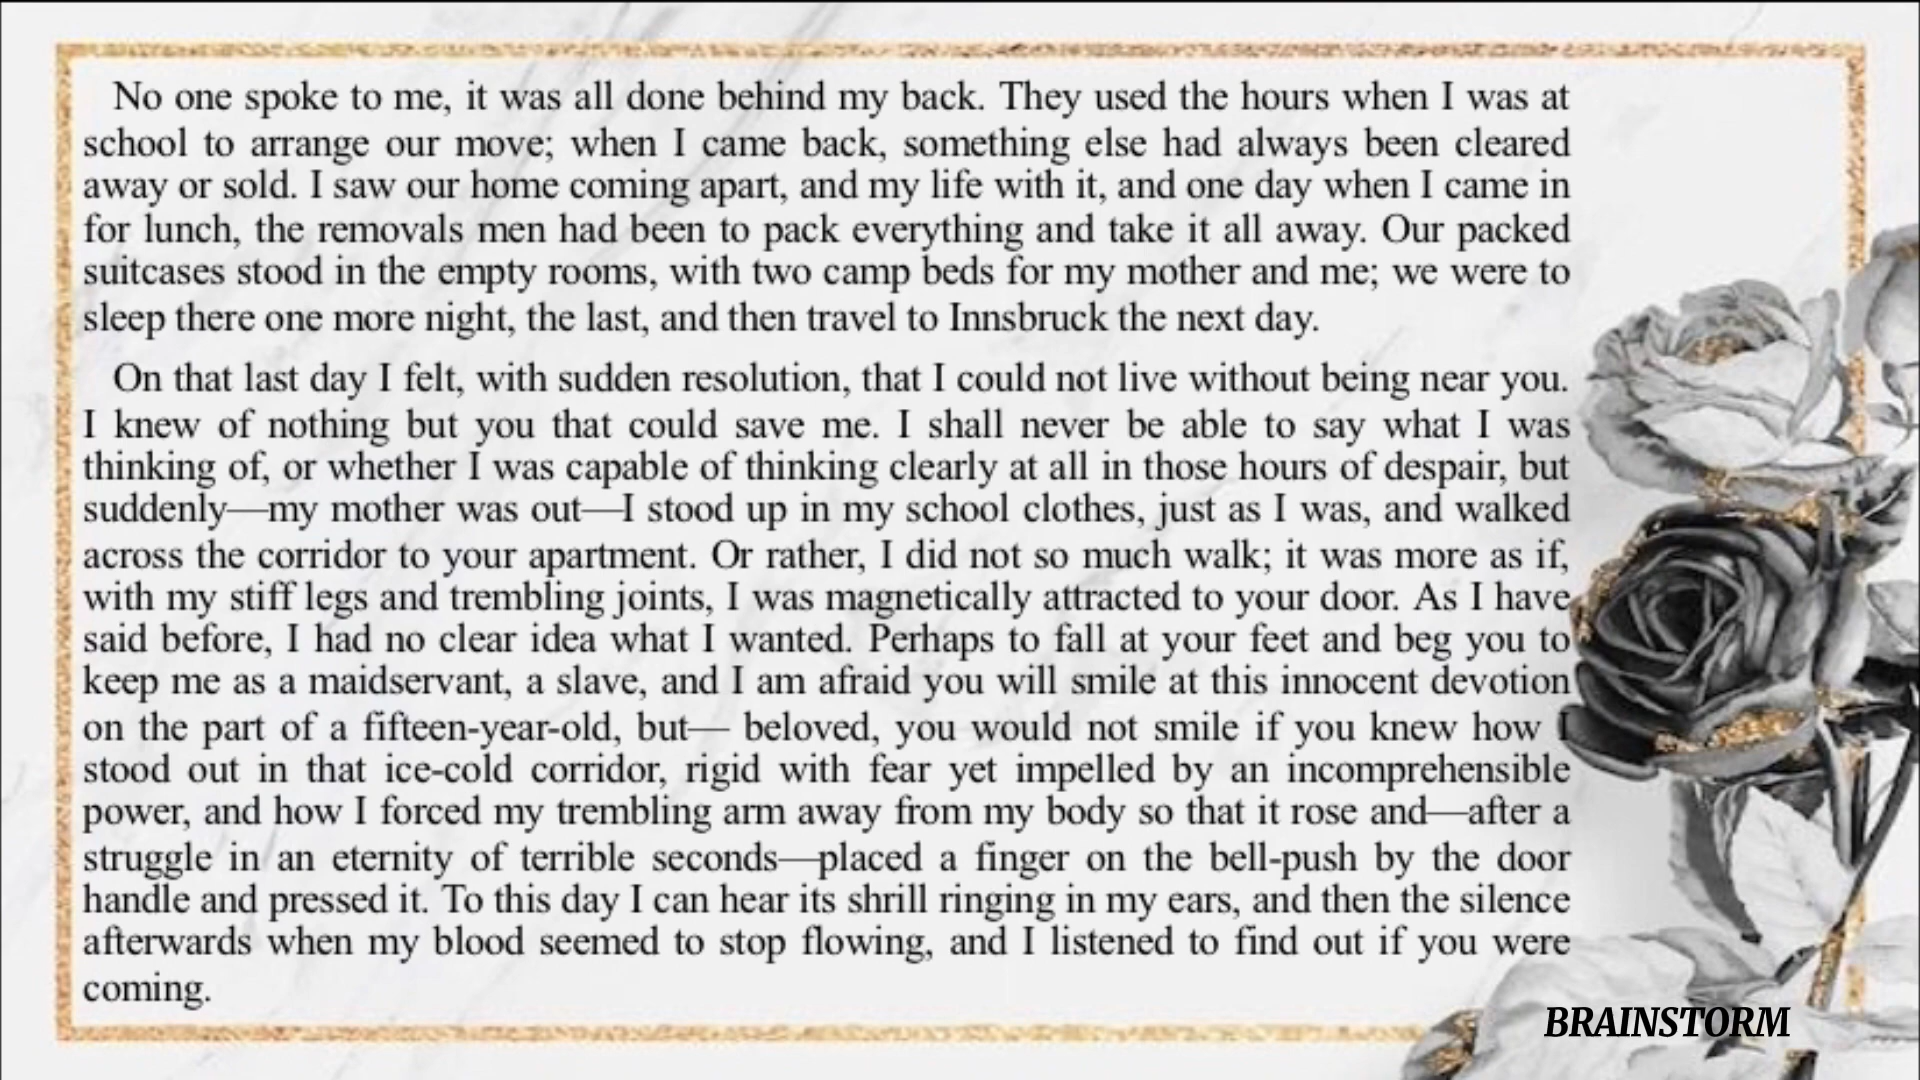 No one spoke to me, it was all done behind my back. They used the hours when I was at
school to arrange our move; when I came back, something else had always been cleared
away or sold. I saw our home coming apart, and my life with it, and one day when I came in
for lunch, the removals men had been to pack everything and take it all away. Our packed
suitcases stood in the empty rooms, with two camp beds for my mother and me; we were to
sleep there one more night, the last, and then travel to Innsbruck the next day.
On that last day I felt, with sudden resolution, that I could not live without being near you.
I knew of nothing but you that could save me. I shall never be able to say what I was
thinking of, or whether I was capable of thinking clearly at all in those hours of despair, but
suddenly—my mother was out—I stood up in my school clothes, just as I was, and walked
across the corridor to your apartment. Or rather, I did not so much walk; it was more as if,
with my stiff legs and trembling joints, I was magnetically attracted to your door. As I have
said before, I had no clear idea what I wanted. Perhaps to fall at your feet and beg you to
keep me as a maidservant, a slave, and I am afraid you will smile at this innocent devotion
on the part of a fifteen-year-old, but— beloved, you would not smile if you knew how I
stood out in that ice-cold corridor, rigid with fear yet impelled by an incomprehensible
power, and how I forced my trembling arm away from my body so that it rose and—after a
struggle in an eternity of terrible seconds—placed a finger on the bell-push by the door
handle and pressed it. To this day I can hear its shrill ringing in my ears, and then the silence
afterwards when my blood seemed to stop flowing, and I listened to find out if you were
coming.
BRAINSTORM